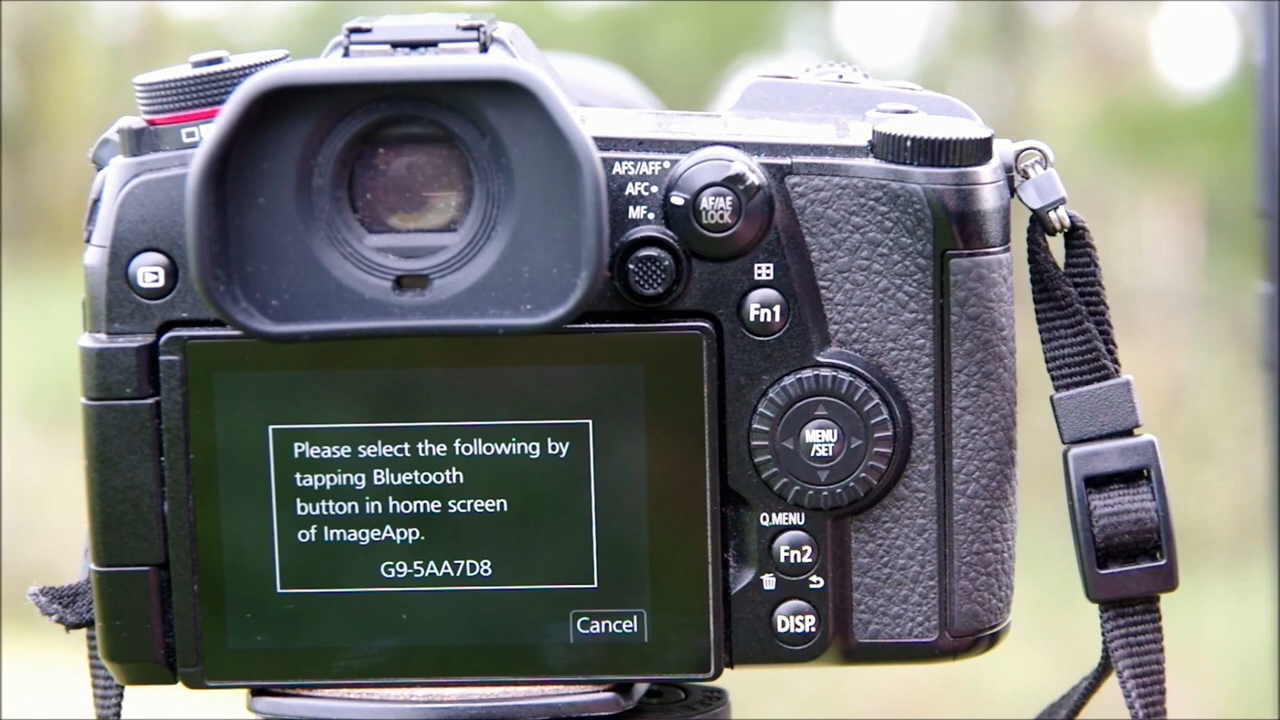 AFS/AFF
AFC
MF
AF/AE
LOCK
Fn1
MENU
/SET
Q.MENU
Fn2
DISP.
Please select the following by
tapping Bluetooth
button in home screen
of ImageApp.
G9-5AA7D8
Cancel